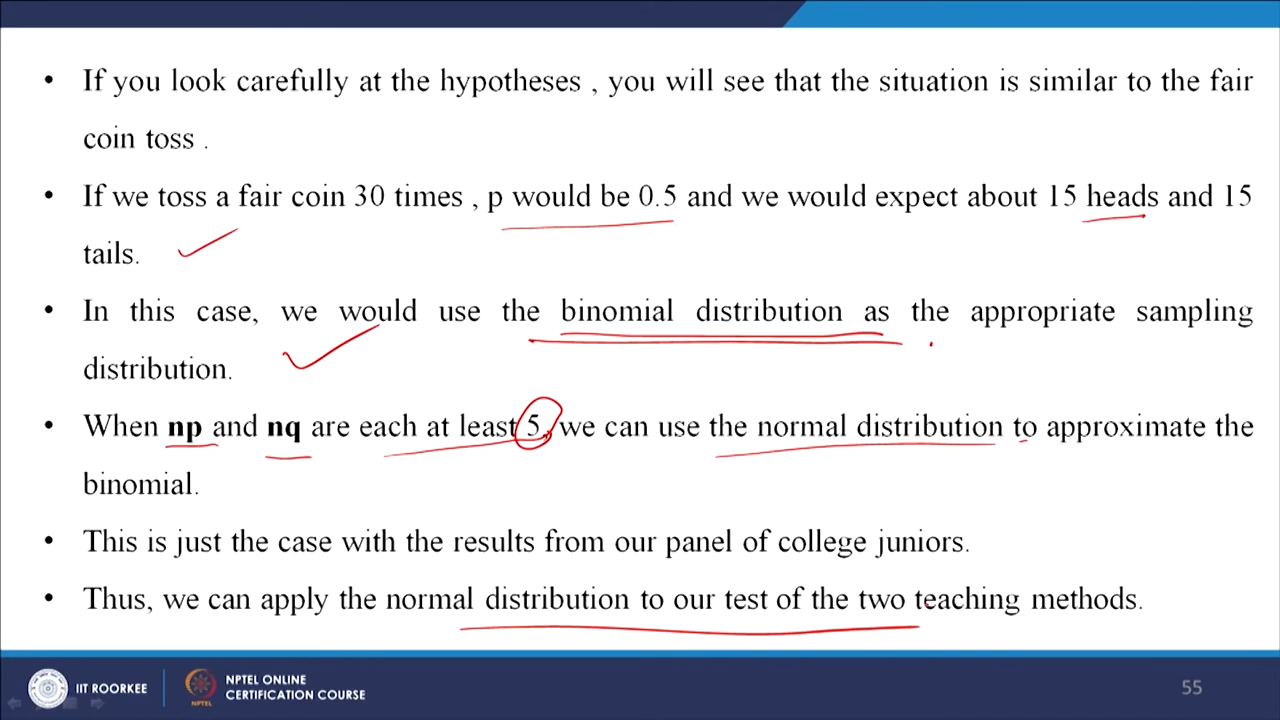 • If you look carefully at the hypotheses , you will see that the situation is similar to the fair
coin toss .
• If we toss a fair coin 30 times , p would be 0.5 and we would expect about 15 heads and 15
tails.
• In this case, we would use the binomial distribution as the appropriate sampling
distribution.
• When np and nq are each at least 5, we can use the normal distribution to approximate the
binomial.
• This is just the case with the results from our panel of college juniors.
• Thus, we can apply the normal distribution to our test of the two teaching methods.
IIT ROORKEE
NPTEL
NPTEL ONLINE
CERTIFICATION COURSE
55